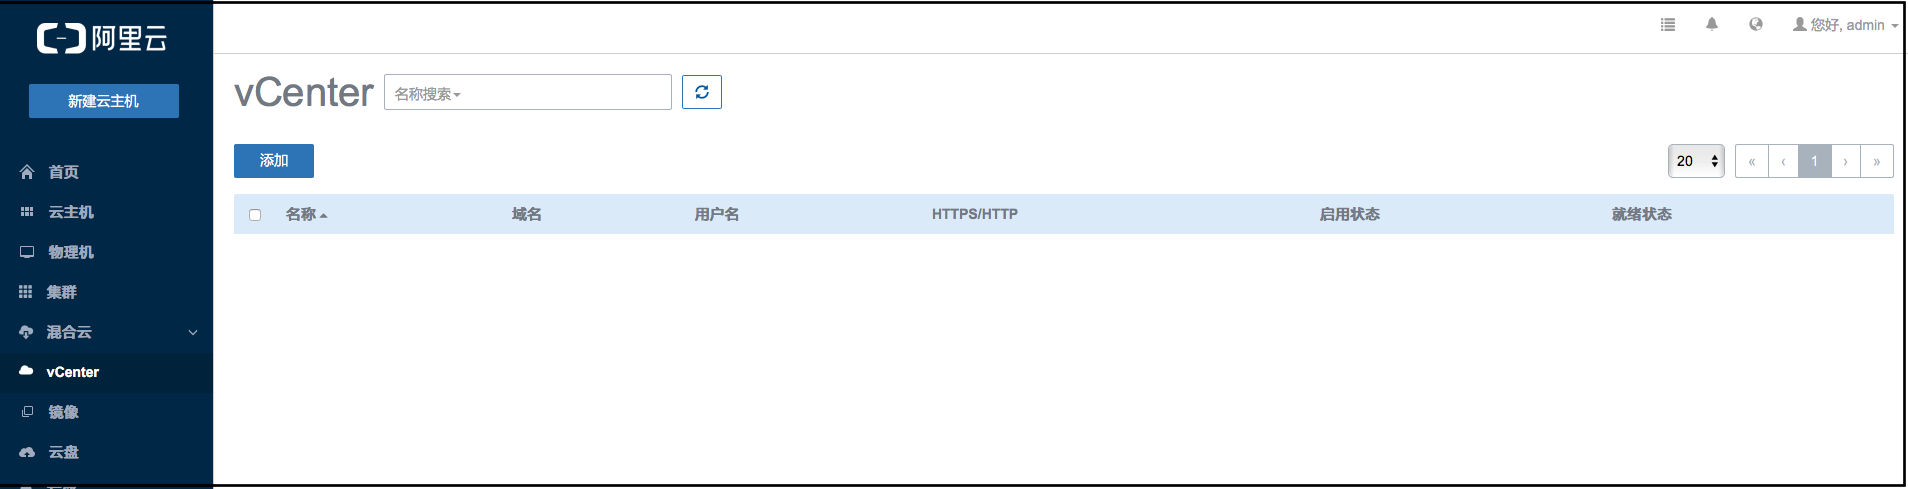 阿里云
新建云主机
首页
云主机
物理机
集群
混合云
vCenter
镜像
云盘
您好, admin
vCenter
名称搜索
添加
20
« ‹ 1 › »
名称 域名 用户名 HTTPS/HTTP 启用状态 就绪状态